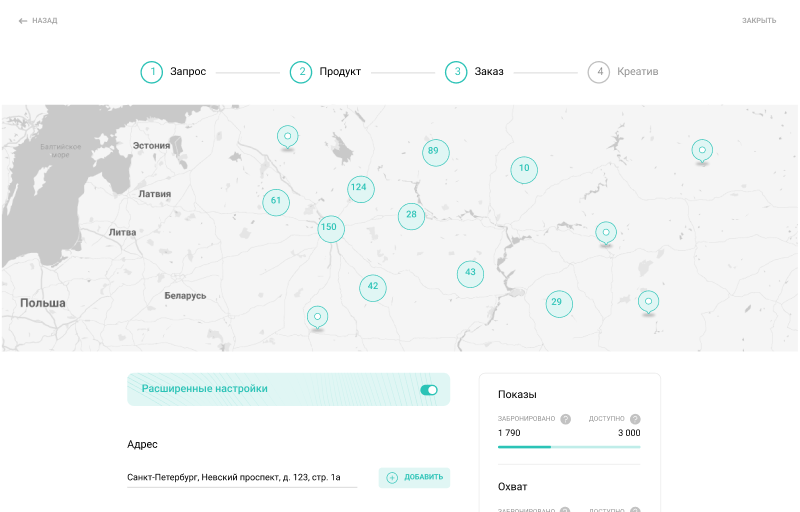 НАЗАД
ЗАКРЫТЬ
1 Запрос
2 Продукт
3 Заказ
4 Креатив
Балтийское
море
Эстония
89
10
Латвия
124
61
28
150
Литва
43
42
Беларусь
29
Польша
Расширенные настройки
Показы
ЗАБРОНИРОВАНО ? ДОСТУПНО ?
1 790 3 000
Адрес
Санкт-Петербург, Невский проспект, д. 123, стр. 1а
ДОБАВИТЬ
Охват
ЗАБРОНИРОВАНО ? ДОСТУПНО ?